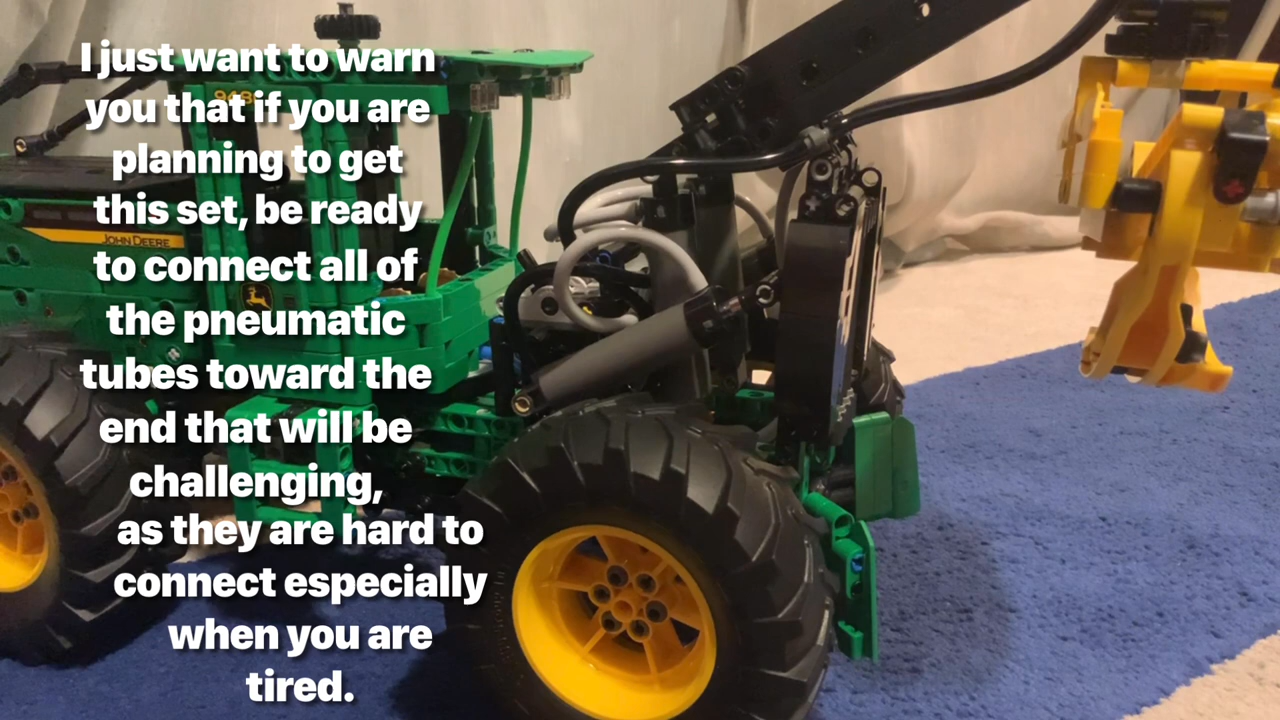 I just want to warn
you that if you are
planning to get
this set, be ready
to connect all of
the pneumatic
tubes toward the
end that will be
challenging,
as they are hard to
connect especially
when you are
tired.
JOHN DEERE